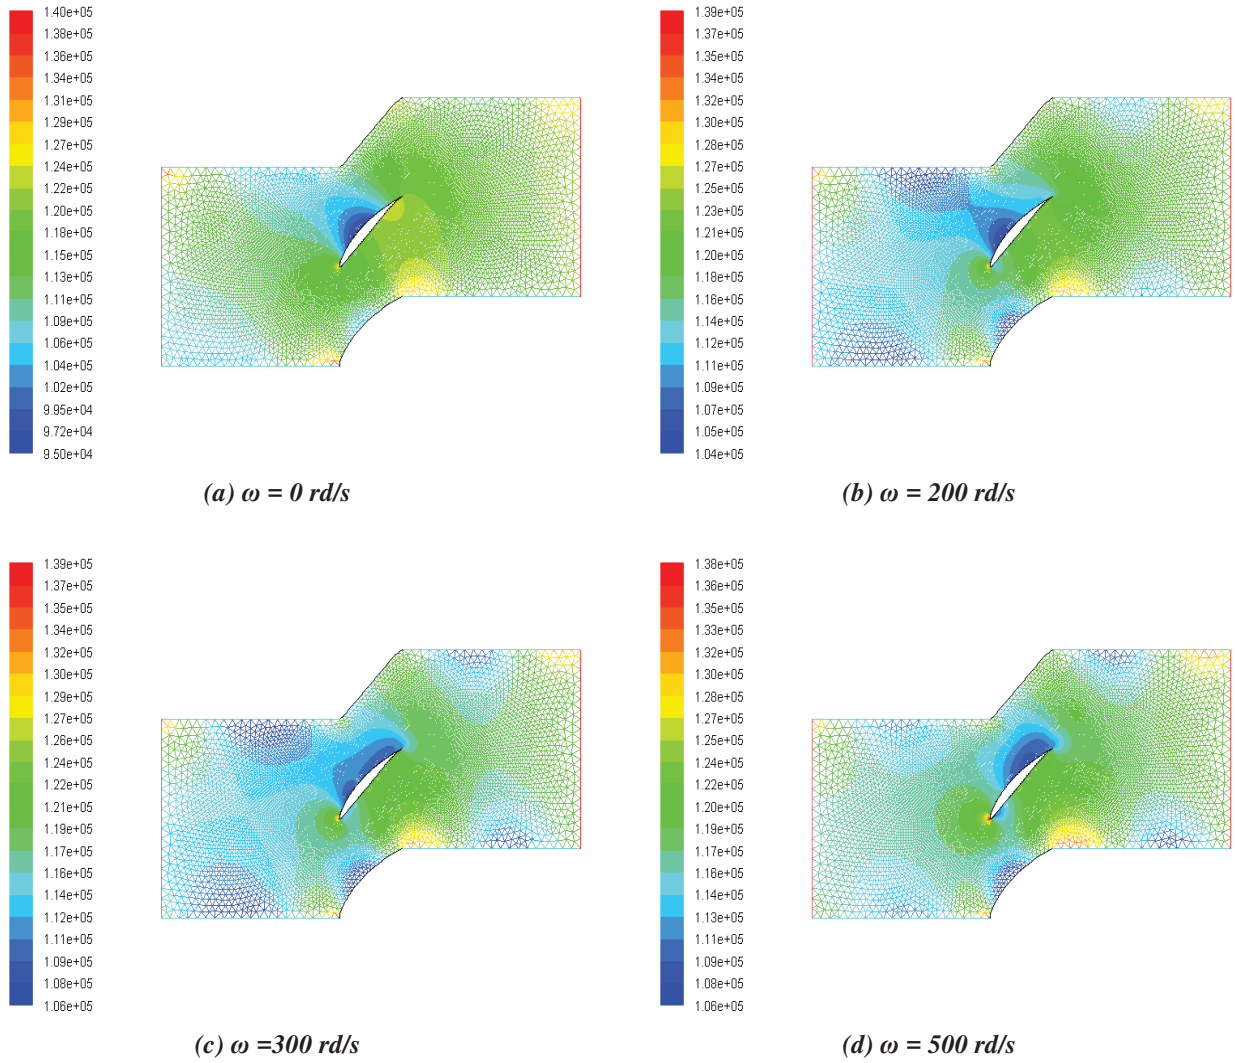 1.40e+05
1.38e+05
1.36e+05
1.34e+05
1.31e+05
1.29e+05
1.27e+05
1.24e+05
1.22e+05
1.20e+05
1.18e+05
1.15e+05
1.13e+05
1.11e+05
1.09e+05
1.06e+05
1.04e+05
1.02e+05
9.95e+04
9.72e+04
9.50e+04
(a) ω = 0 rd/s
1.39e+05
1.37e+05
1.35e+05
1.34e+05
1.32e+05
1.30e+05
1.28e+05
1.27e+05
1.25e+05
1.23e+05
1.21e+05
1.20e+05
1.18e+05
1.16e+05
1.14e+05
1.12e+05
1.11e+05
1.09e+05
1.07e+05
1.05e+05
1.04e+05
(b) ω = 200 rd/s
1.39e+05
1.37e+05
1.35e+05
1.34e+05
1.32e+05
1.30e+05
1.29e+05
1.27e+05
1.26e+05
1.24e+05
1.22e+05
1.21e+05
1.19e+05
1.17e+05
1.16e+05
1.14e+05
1.12e+05
1.11e+05
1.09e+05
1.08e+05
1.06e+05
(c) ω =300 rd/s
1.38e+05
1.36e+05
1.35e+05
1.33e+05
1.32e+05
1.30e+05
1.28e+05
1.27e+05
1.25e+05
1.23e+05
1.22e+05
1.20e+05
1.19e+05
1.17e+05
1.16e+05
1.14e+05
1.13e+05
1.11e+05
1.09e+05
1.08e+05
1.06e+05
(d) ω = 500 rd/s